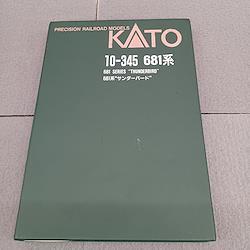 PRECISION RAILROAD MODELS
KATO
10-345 681系
681 SERIES "THUNDERBIRD"
681系"サンダーバード"